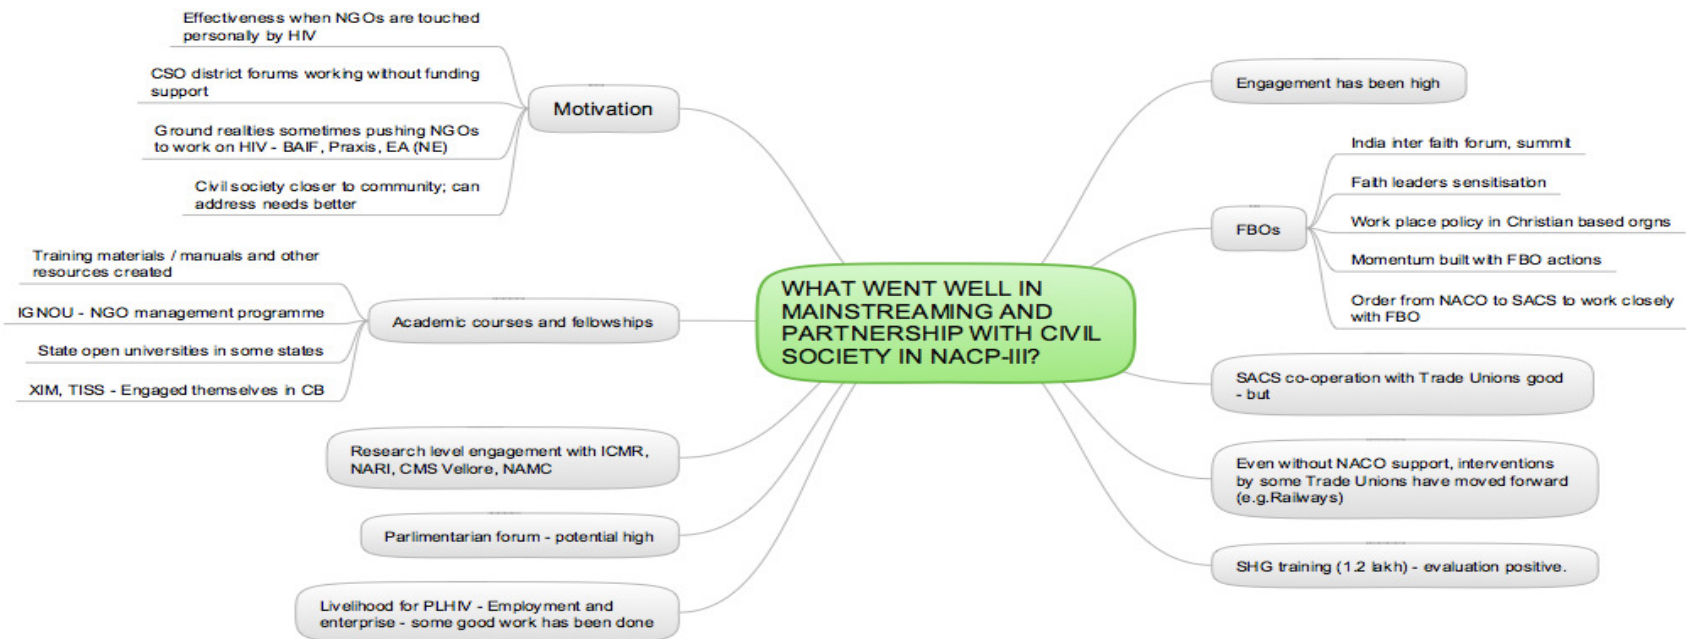 Effectiveness when NGOs are touched
personally by HIV
CSO district forums working without funding
support
Ground realities sometimes pushing NGOs
to work on HIV - BAIF, Praxis, EA (NE)
Civil society closer to community; can
address needs better
Motivation
Training materials / manuals and other
resources created
IGNOU - NGO management programme
State open universities in some states
XIM, TISS - Engaged themselves in CB
Academic courses and fellowships
Research level engagement with ICMR,
NARI, CMS Vellore, NAMC
Parlimentarian forum - potential high
Livelihood for PLHIV - Employment and
enterprise - some good work has been done
WHAT WENT WELL IN
MAINSTREAMING AND
PARTNERSHIP WITH CIVIL
SOCIETY IN NACP-III?
Engagement has been high
FBOs
India inter faith forum, summit
Faith leaders sensitisation
Work place policy in Christian based orgns
Momentum built with FBO actions
Order from NACO to SACS to work closely
with FBO
SACS co-operation with Trade Unions good
- but
Even without NACO support, interventions
by some Trade Unions have moved forward
(e.g.Railways)
SHG training (1.2 lakh) - evaluation positive.